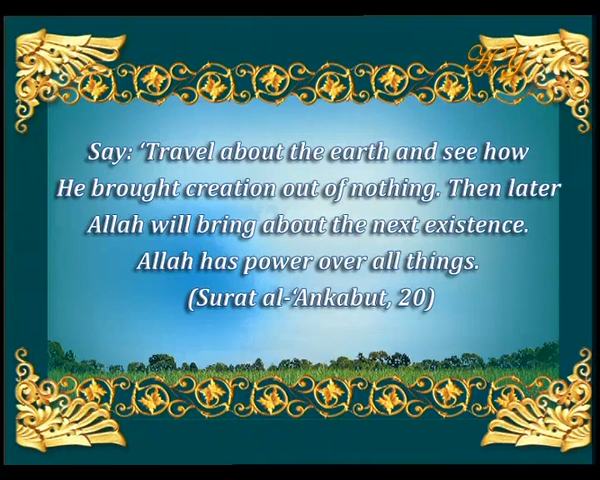 HY
Say: ‘Travel about the earth and see how
He brought creation out of nothing. Then later
Allah will bring about the next existence.
Allah has power over all things.
(Surat al-‘Ankabut, 20)